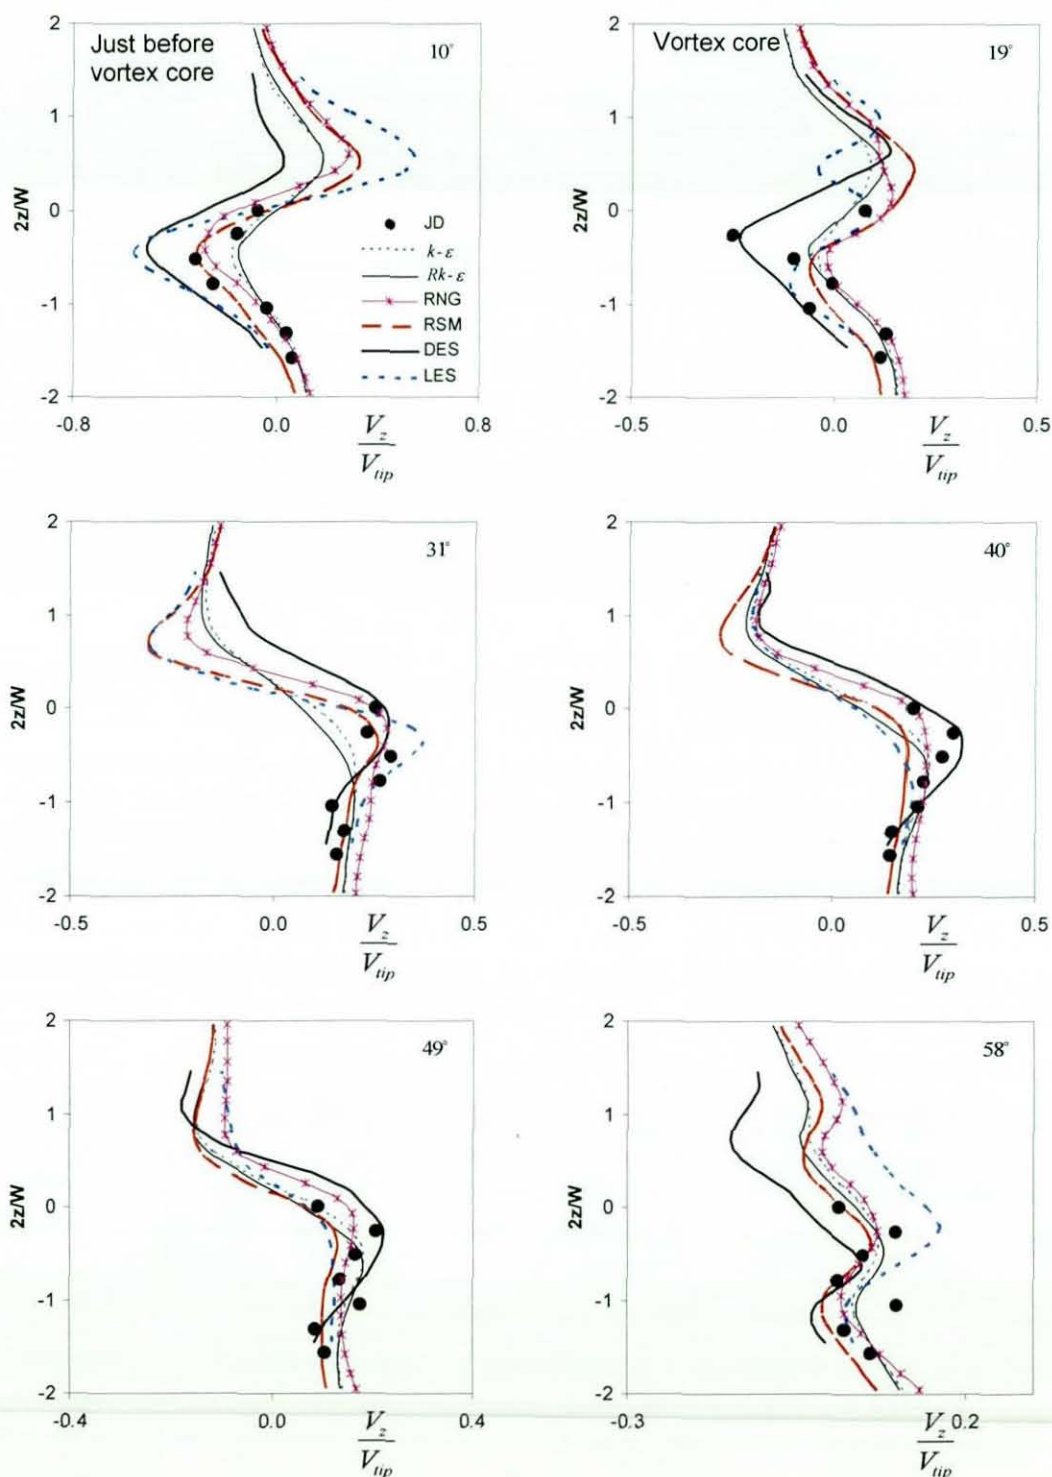 2
Just before
vortex core
10°
1
2z/W
0
-1
-2
JD
k-ε
Rk-ε
RNG
RSM
DES
LES
-0.8
0.0
0.8
V_z
V_tip
2
Vortex core
19°
1
2z/W
0
-1
-2
-0.5
0.0
0.5
V_z
V_tip
2
31°
1
2z/W
0
-1
-2
-0.5
0.0
0.5
V_z
V_tip
2
40°
1
2z/W
0
-1
-2
-0.5
0.0
0.5
V_z
V_tip
2
49°
1
2z/W
0
-1
-2
-0.4
0.0
0.4
V_z
V_tip
2
58°
1
2z/W
0
-1
-2
-0.3
0.2
V_z
V_tip